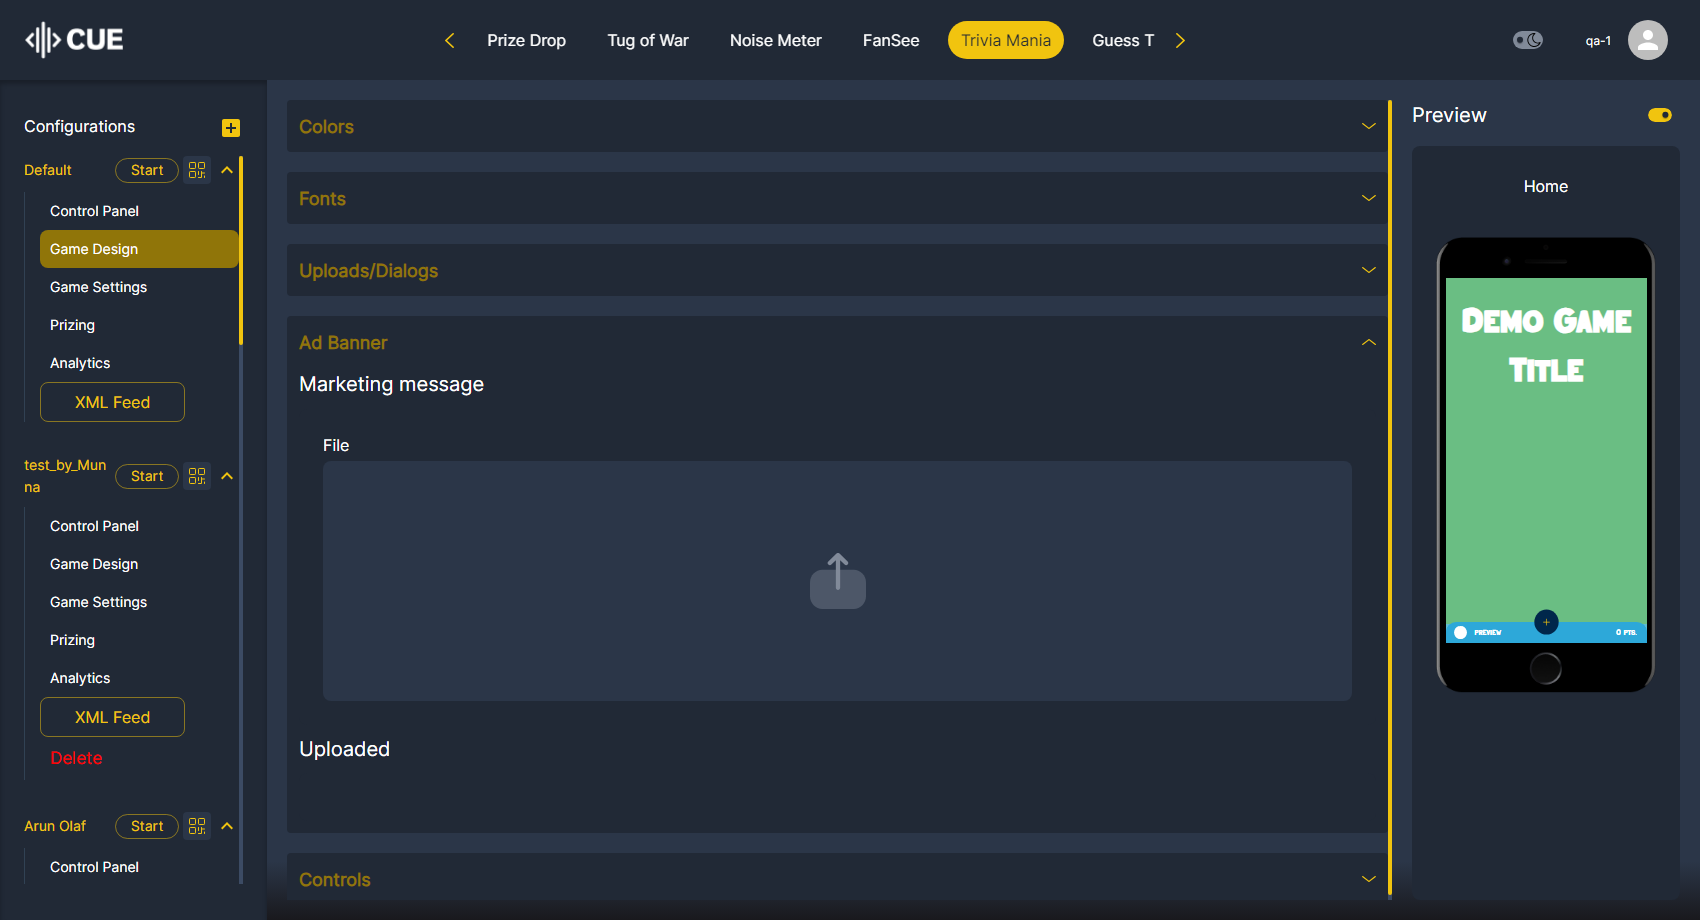 CUE
Prize Drop
Tug of War
Noise Meter
FanSee
Trivia Mania
Guess T
qa-1
Configurations
Default
Start
Control Panel
Game Design
Game Settings
Prizing
Analytics
XML Feed
test_by_Mun
na
Start
Control Panel
Game Design
Game Settings
Prizing
Analytics
XML Feed
Delete
Arun Olaf
Start
Control Panel
Colors
Fonts
Uploads/Dialogs
Ad Banner
Marketing message
File
Uploaded
Controls
Preview
Home
Demo Game
Title
PREVIEW
0 PTS.